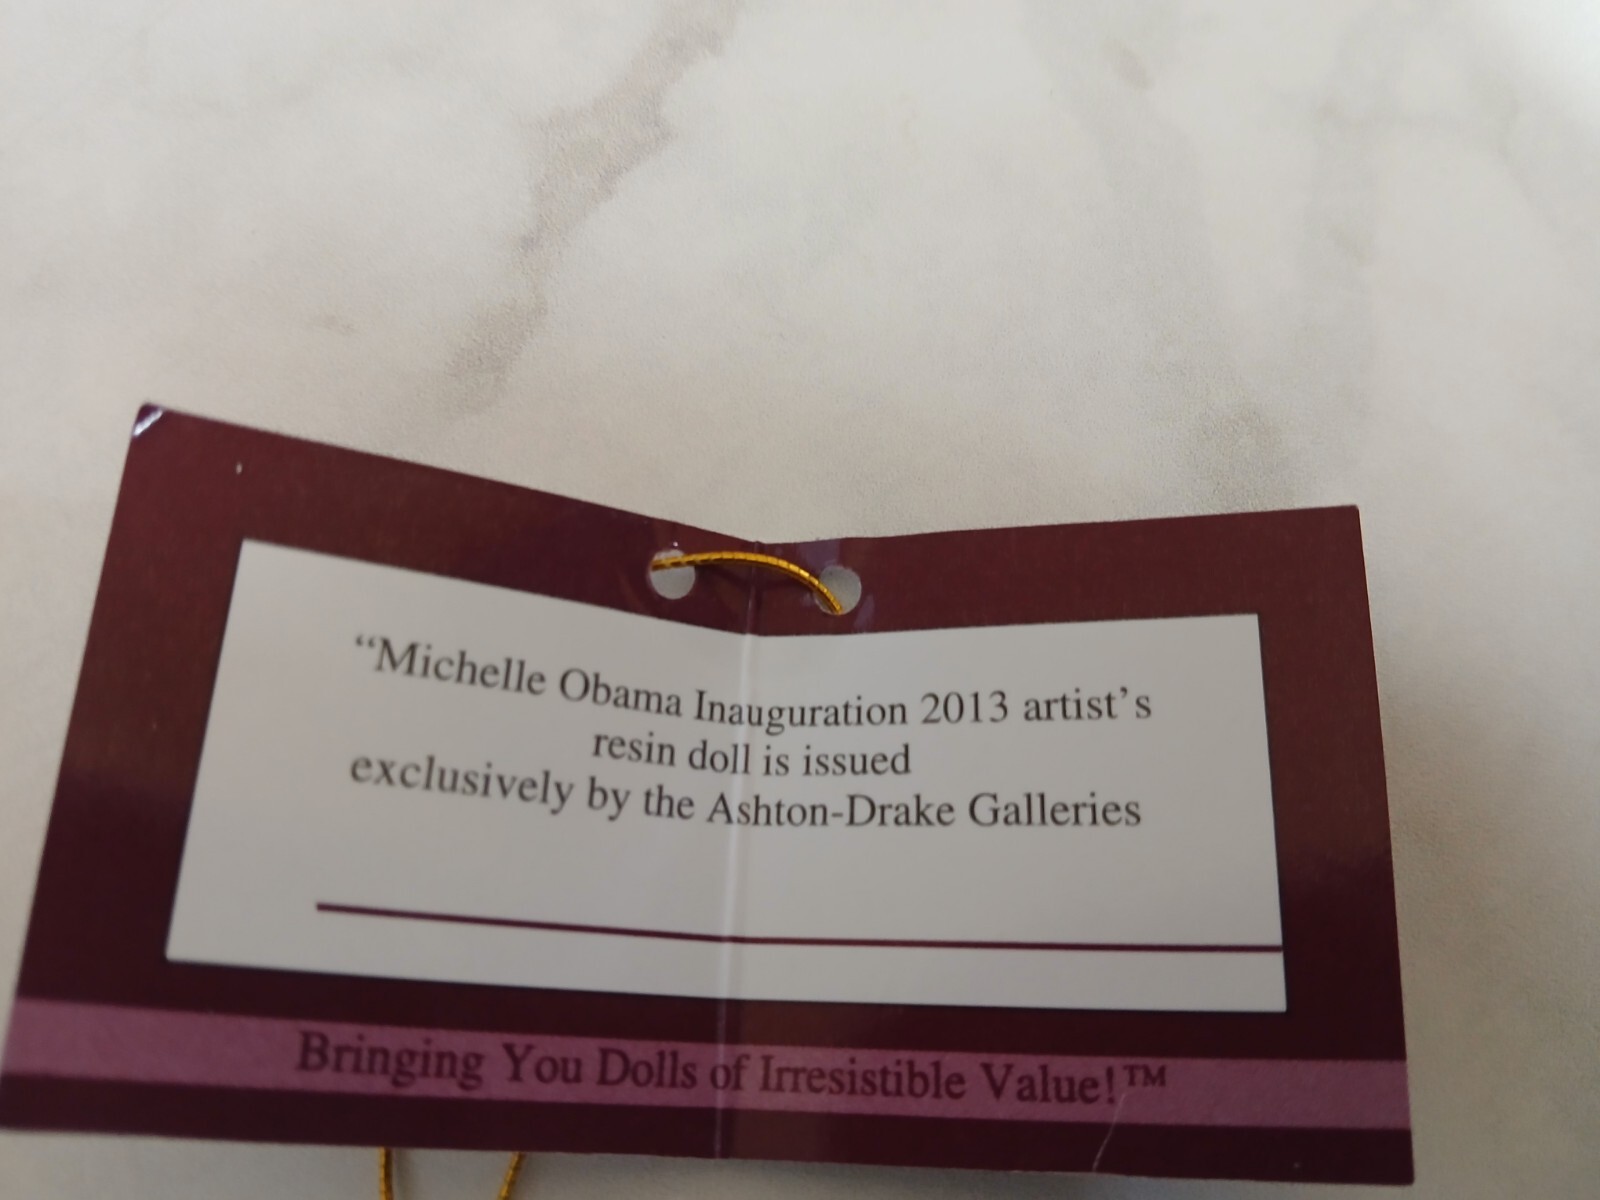 “Michelle Obama Inauguration 2013 artist’s
resin doll is issued
exclusively by the Ashton-Drake Galleries
Bringing You Dolls of Irresistible Value!™